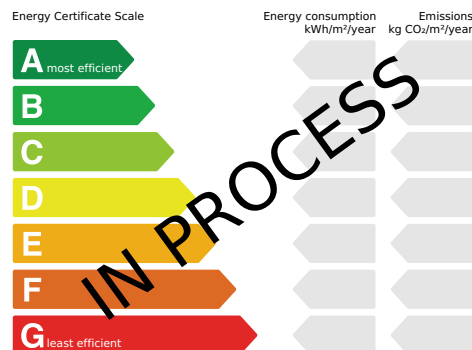 Energy Certificate Scale
Energy consumption
kWh/m²/year
Emissions
kg CO₂/m²/year
A most efficient
B
C
D
E
F
G least efficient
IN PROCESS